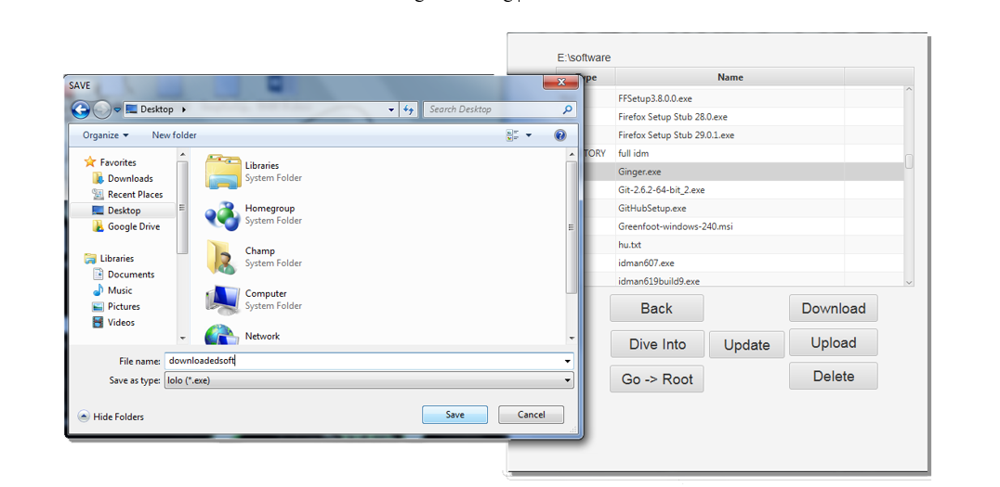 SAVE
Desktop
Search Desktop
Organize
New folder
Favorites
Downloads
Recent Places
Desktop
Google Drive
Libraries
Documents
Music
Pictures
Videos
Libraries
System Folder
Homegroup
System Folder
Champ
System Folder
Computer
System Folder
Network
File name: downloadedsoft
Save as type: lolo (*.exe)
Hide Folders
Save
Cancel
E:\software
ype
Name
FFSetup3.8.0.0.exe
Firefox Setup Stub 28.0.exe
Firefox Setup Stub 29.0.1.exe
TORY full idm
Ginger.exe
Git-2.6.2-64-bit_2.exe
GitHubSetup.exe
Greenfoot-windows-240.msi
hu.txt
idman607.exe
idman619build9.exe
Back
Download
Dive Into
Update
Upload
Go -> Root
Delete